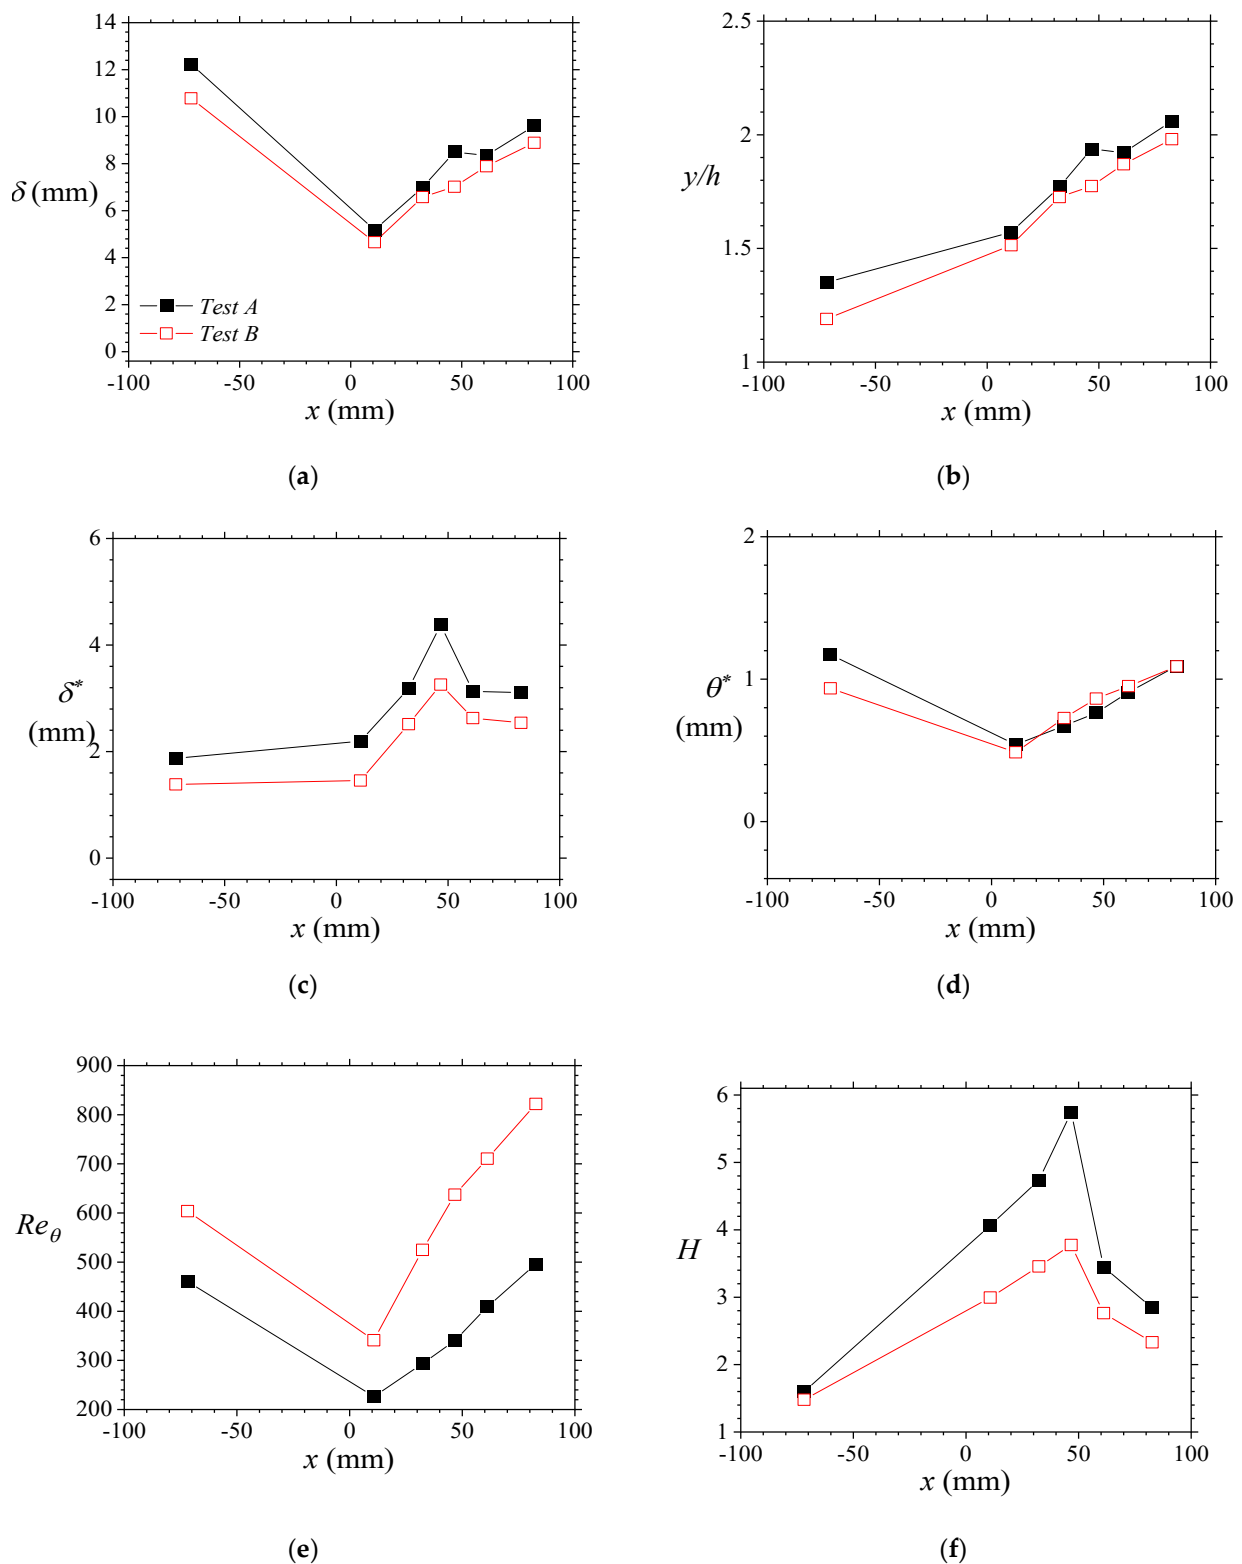 14
12
10
8
6
4
2
0
δ (mm)
Test A
Test B
-100 -50 0 50 100
x (mm)
(a)
2.5
2
1.5
1
y/h
-100 -50 0 50 100
x (mm)
(b)
6
4
2
0
δ*
(mm)
-100 -50 0 50 100
x (mm)
(c)
2
1
0
θ*
(mm)
-100 -50 0 50 100
x (mm)
(d)
900
800
700
600
500
400
300
200
Reθ
-100 -50 0 50 100
x (mm)
(e)
6
5
4
3
2
1
H
-100 -50 0 50 100
x (mm)
(f)